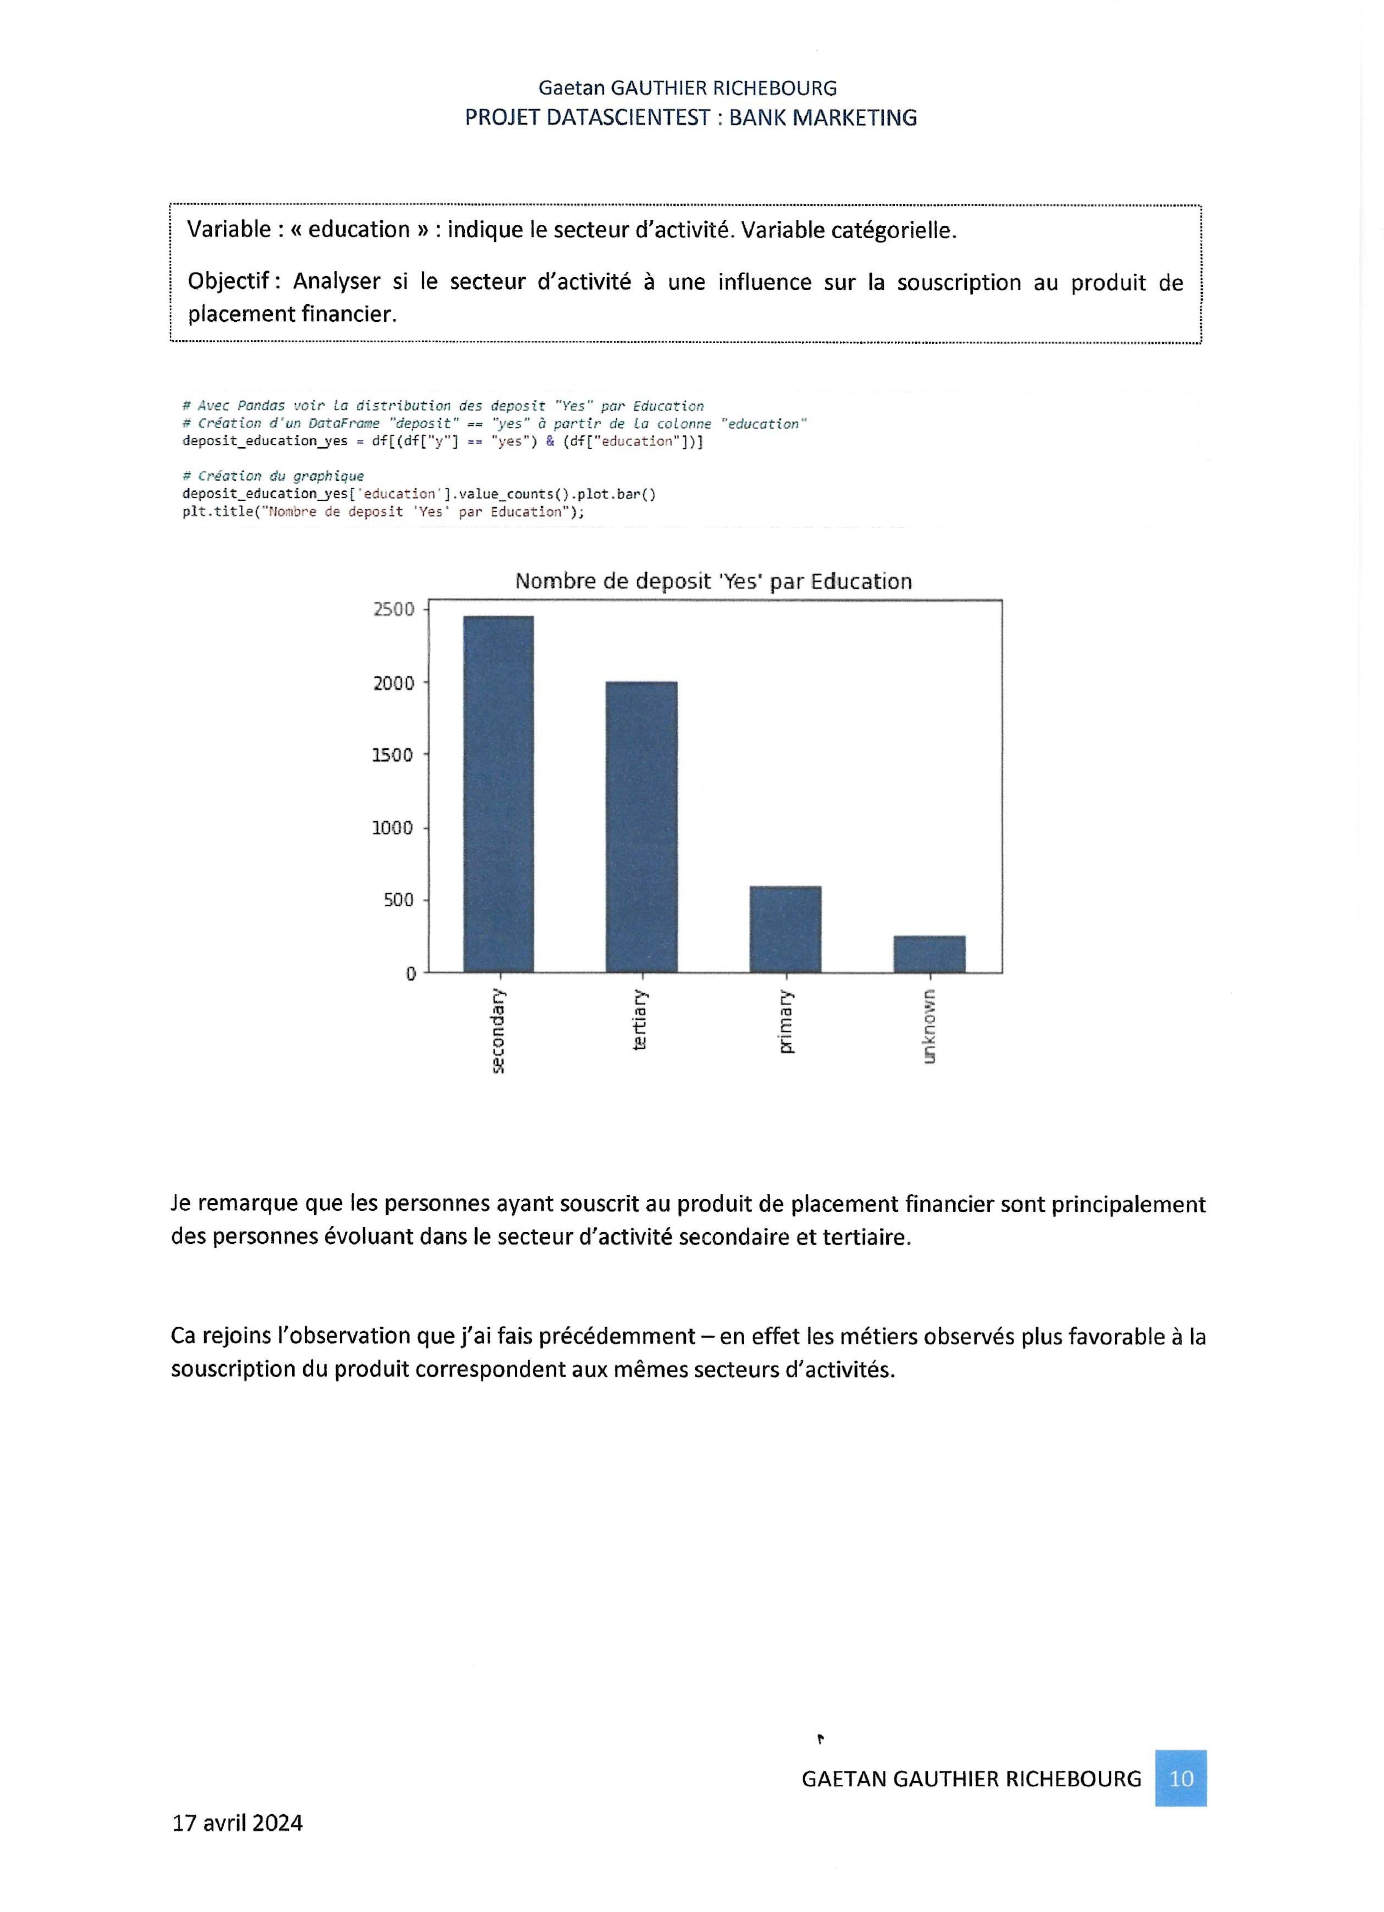 Gaetan GAUTHIER RICHEBOURG
PROJET DATASCIENTEST : BANK MARKETING
Variable : « education » : indique le secteur d’activité. Variable catégorielle.
Objectif : Analyser si le secteur d’activité à une influence sur la souscription au produit de
placement financier.
# Avec Pandas voir la distribution des deposit "Yes" par Education
# Création d'un DataFrame "deposit" == "yes" à partir de la colonne "education"
deposit_education_yes = df[(df["y"] == "yes") & (df["education"])]
# Création du graphique
deposit_education_yes['education'].value_counts().plot.bar()
plt.title("Nombre de deposit 'Yes' par Education");
Nombre de deposit 'Yes' par Education
2500
2000
1500
1000
500
0
secondary
tertiary
primary
unknown
Je remarque que les personnes ayant souscrit au produit de placement financier sont principalement
des personnes évoluant dans le secteur d’activité secondaire et tertiaire.
Ca rejoins l’observation que j’ai fais précédemment – en effet les métiers observés plus favorable à la
souscription du produit correspondent aux mêmes secteurs d’activités.
GAETAN GAUTHIER RICHEBOURG 10
17 avril 2024